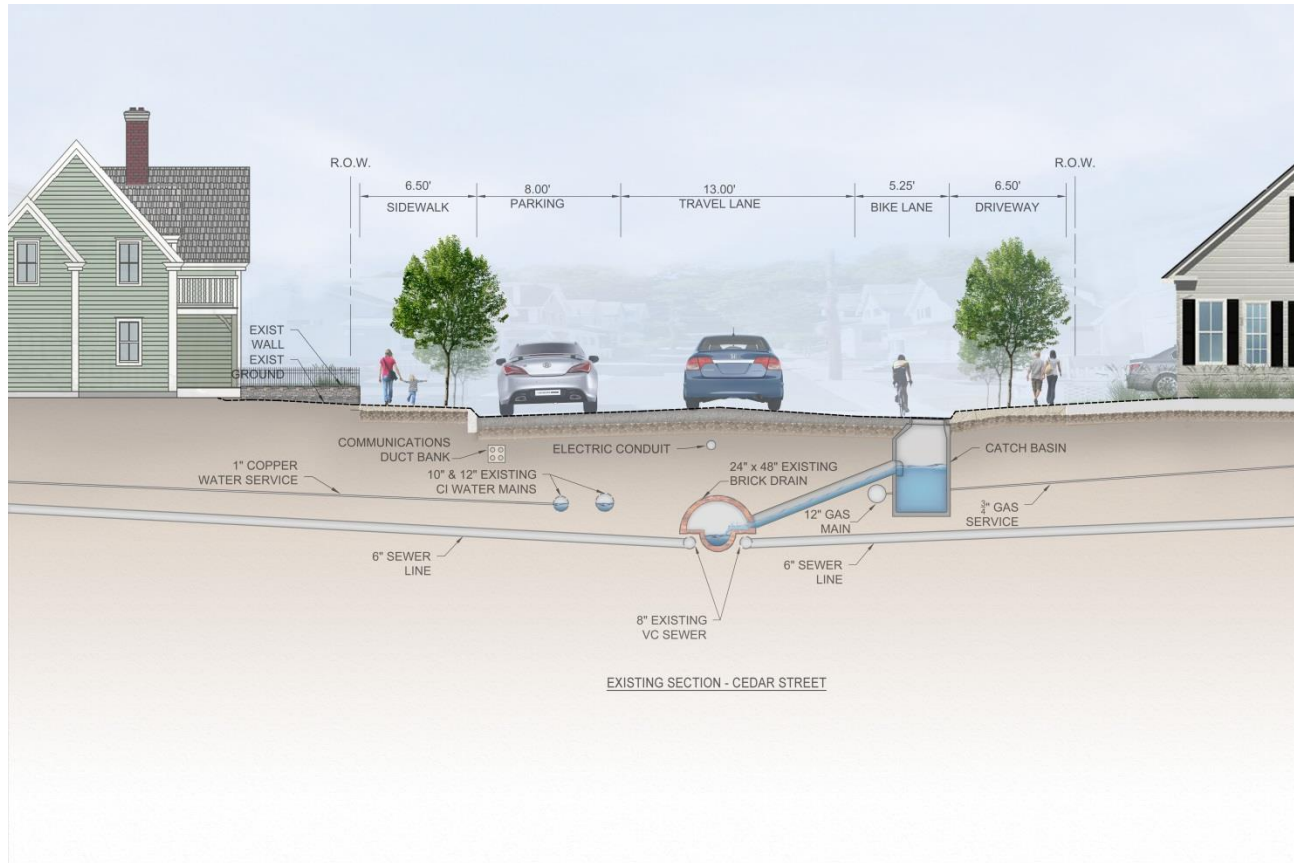 R.O.W.
R.O.W.
6.50'
8.00'
13.00'
5.25'
6.50'
SIDEWALK
PARKING
TRAVEL LANE
BIKE LANE
DRIVEWAY
EXIST
WALL
EXIST
GROUND
COMMUNICATIONS
DUCT BANK
ELECTRIC CONDUIT
CATCH BASIN
1" COPPER
WATER SERVICE
10" & 12" EXISTING
CI WATER MAINS
24" x 48" EXISTING
BRICK DRAIN
12" GAS
MAIN
3/4" GAS
SERVICE
6" SEWER
LINE
6" SEWER
LINE
8" EXISTING
VC SEWER
EXISTING SECTION - CEDAR STREET